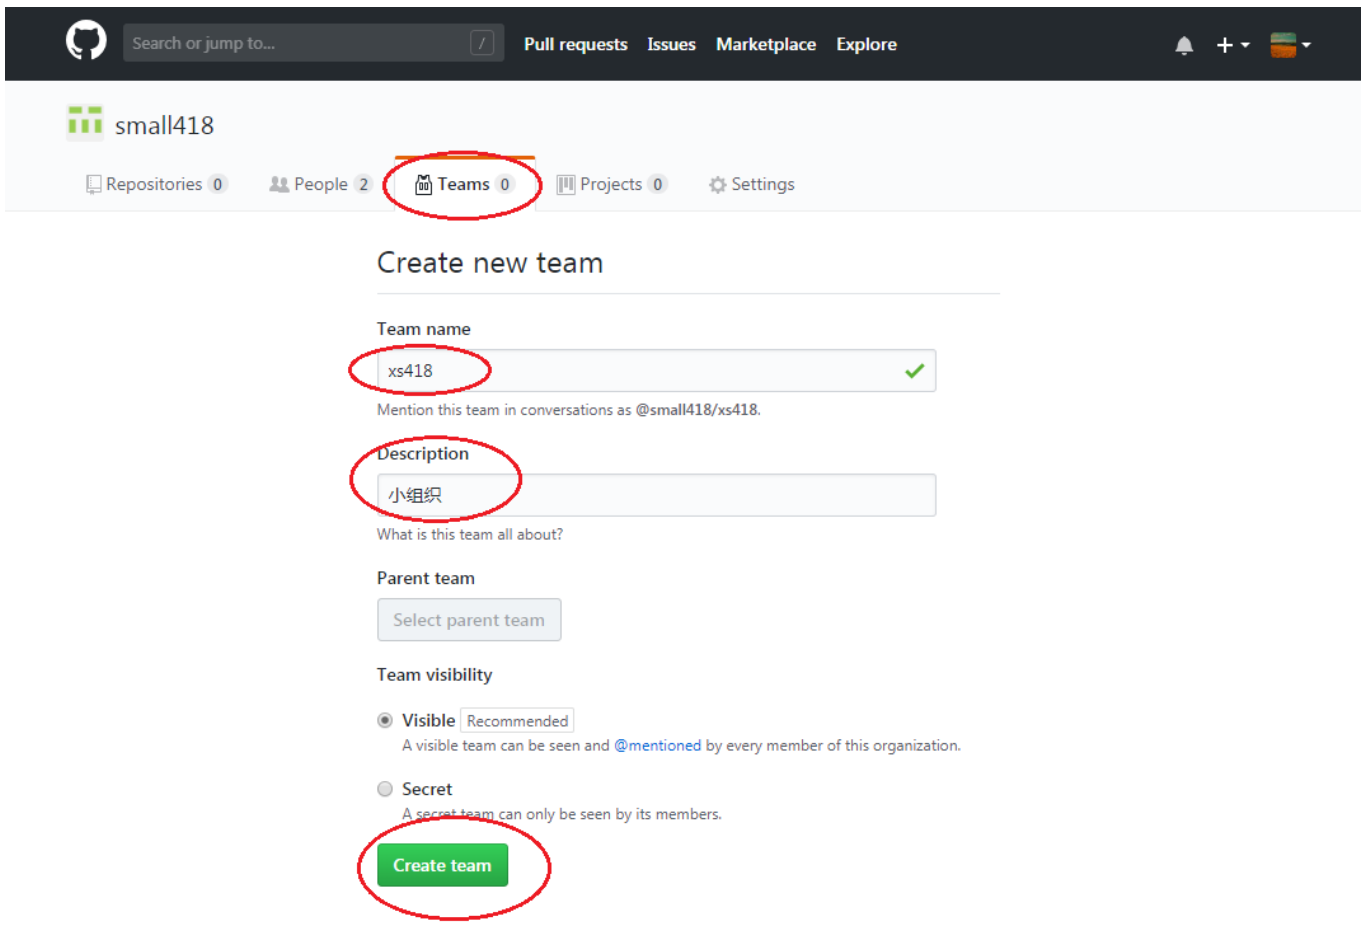 Search or jump to... / Pull requests Issues Marketplace Explore
small418
Repositories 0 People 2 Teams 0 Projects 0 Settings
Create new team
Team name
xs418
Mention this team in conversations as @small418/xs418.
Description
小组织
What is this team all about?
Parent team
Select parent team
Team visibility
Visible Recommended
A visible team can be seen and @mentioned by every member of this organization.
Secret
A secret team can only be seen by its members.
Create team